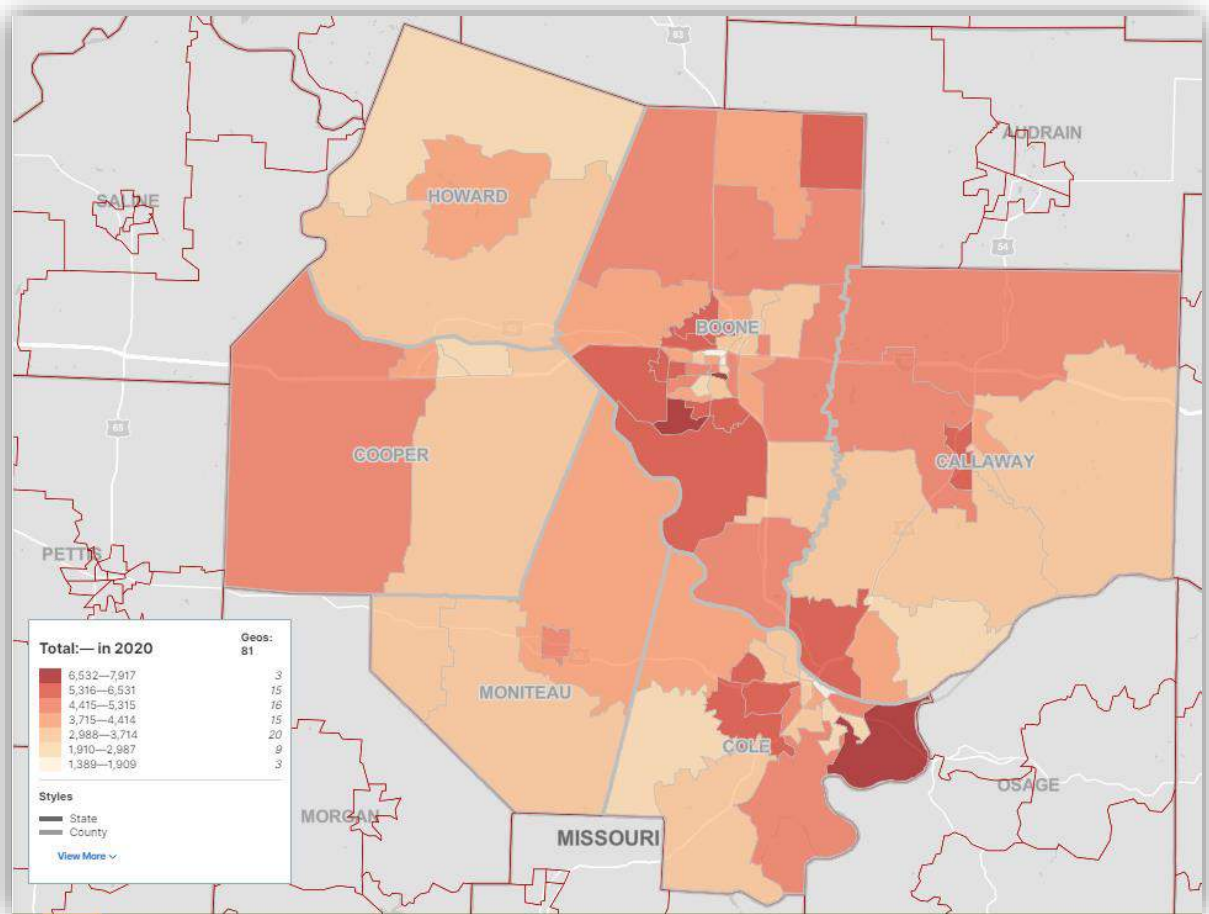 63
AUDRAIN
SALINE
HOWARD
54
BOONE
65
COOPER
CALLAWAY
PETTIS
MONITEAU
COLE
OSAGE
MORGAN
MISSOURI
Total:— in 2020 Geos: 81
6,532—7,917 3
5,316—6,531 15
4,415—5,315 16
3,715—4,414 15
2,988—3,714 20
1,910—2,987 9
1,389—1,909 3
Styles
State
County
View More